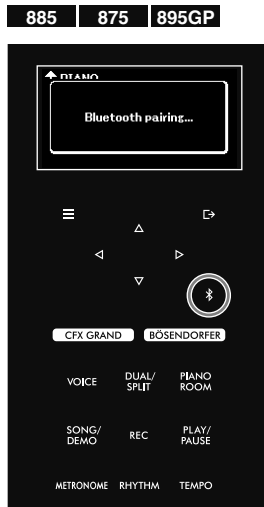 885 875 895GP
PIANO
Bluetooth pairing...
CFX GRAND BÖSENDORFER
VOICE DUAL/ SPLIT PIANO ROOM
SONG/ DEMO REC PLAY/ PAUSE
METRONOME RHYTHM TEMPO